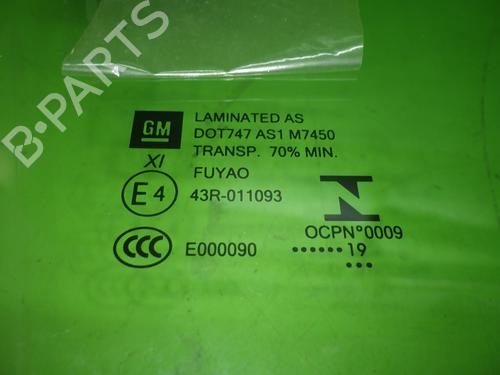 LAMINATED AS
GM
DOT747 AS1 M7450
TRANSP. 70% MIN.
XI
FUYAO
E4
43R-011093
CCC
E000090
OCPN°0009
•••••• 19
•••
B-PARTS